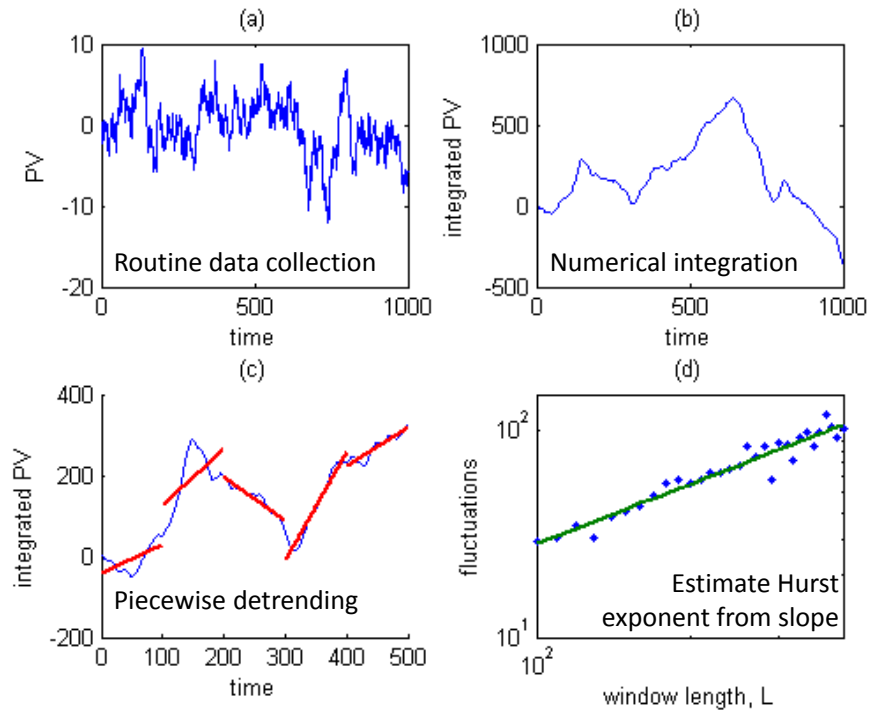 (a)
10
0
-10
-20
PV
Routine data collection
0 500 1000
time
(b)
1000
500
0
-500
integrated PV
Numerical integration
0 500 1000
time
(c)
400
200
0
-200
integrated PV
Piecewise detrending
0 100 200 300 400 500
time
(d)
10^2
10^1
fluctuations
Estimate Hurst
exponent from slope
10^2
window length, L